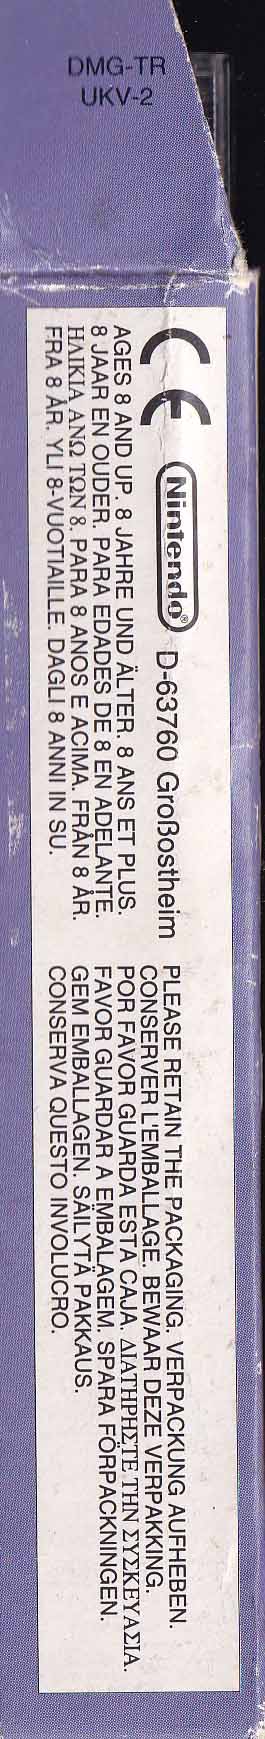 DMG-TR
UKV-2
CE Nintendo® D-63760 Großostheim
AGES 8 AND UP. 8 JAHRE UND ÄLTER. 8 ANS ET PLUS.
8 JAAR EN OUDER. PARA EDADES DE 8 EN ADELANTE.
ΗΛΙΚΙΑ ΑΝΩ ΤΩΝ 8. PARA 8 ANOS E ACIMA. FRÅN 8 ÅR.
FRA 8 ÅR. YLI 8-VUOTIAILLE. DAGLI 8 ANNI IN SU.
PLEASE RETAIN THE PACKAGING. VERPACKUNG AUFHEBEN.
CONSERVER L'EMBALLAGE. BEWAAR DEZE VERPAKKING.
POR FAVOR GUARDA ESTA CAJA. ΔΙΑΤΗΡΗΣΤΕ ΤΗΝ ΣΥΣΚΕΥΑΣΙΑ.
FAVOR GUARDAR A EMBALAGEM. SPARA FÖRPACKNINGEN.
GEM EMBALLAGEN. SÄILYTÄ PAKKAUS.
CONSERVA QUESTO INVOLUCRO.